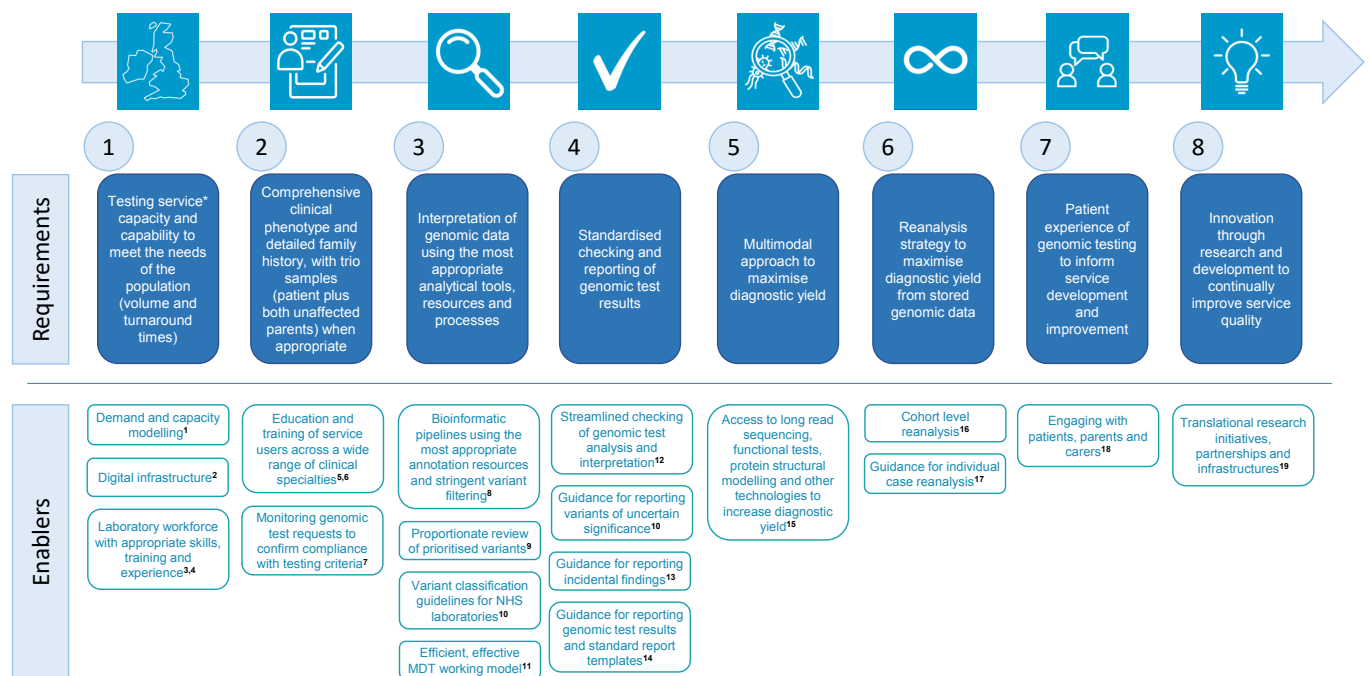 1
2
3
4
5
6
7
8
Requirements
Testing service*
capacity and
capability to
meet the needs
of the
population
(volume and
turnaround
times)
Comprehensive
clinical
phenotype and
detailed family
history, with trio
samples
(patient plus
both unaffected
parents) when
appropriate
Interpretation of
genomic data
using the most
appropriate
analytical tools,
resources and
processes
Standardised
checking and
reporting of
genomic test
results
Multimodal
approach to
maximise
diagnostic yield
Reanalysis
strategy to
maximise
diagnostic yield
from stored
genomic data
Patient
experience of
genomic testing
to inform
service
development
and
improvement
Innovation
through
research and
development to
continually
improve service
quality
Enablers
Demand and
capacity
modelling1
Digital infrastructure2
Laboratory workforce
with appropriate skills,
training and
experience3,4
Education and
training of service
users across a wide
range of clinical
specialties5,6
Monitoring genomic
test requests to
confirm compliance
with testing criteria7
Bioinformatic
pipelines using the
most appropriate
annotation resources
and stringent variant
filtering8
Proportionate review
of prioritised variants9
Variant classification
guidelines for NHS
laboratories10
Efficient, effective
MDT working model11
Streamlined checking
of genomic test
analysis and
interpretation12
Guidance for reporting
variants of uncertain
significance10
Guidance for reporting
incidental findings13
Guidance for reporting
genomic test results
and standard report
templates14
Access to long read
sequencing,
functional tests,
protein structural
modelling and other
technologies to
increase diagnostic
yield15
Cohort level
reanalysis16
Guidance for individual
case reanalysis17
Engaging with
patients, parents and
carers18
Translational research
initiatives,
partnerships and
infrastructures19